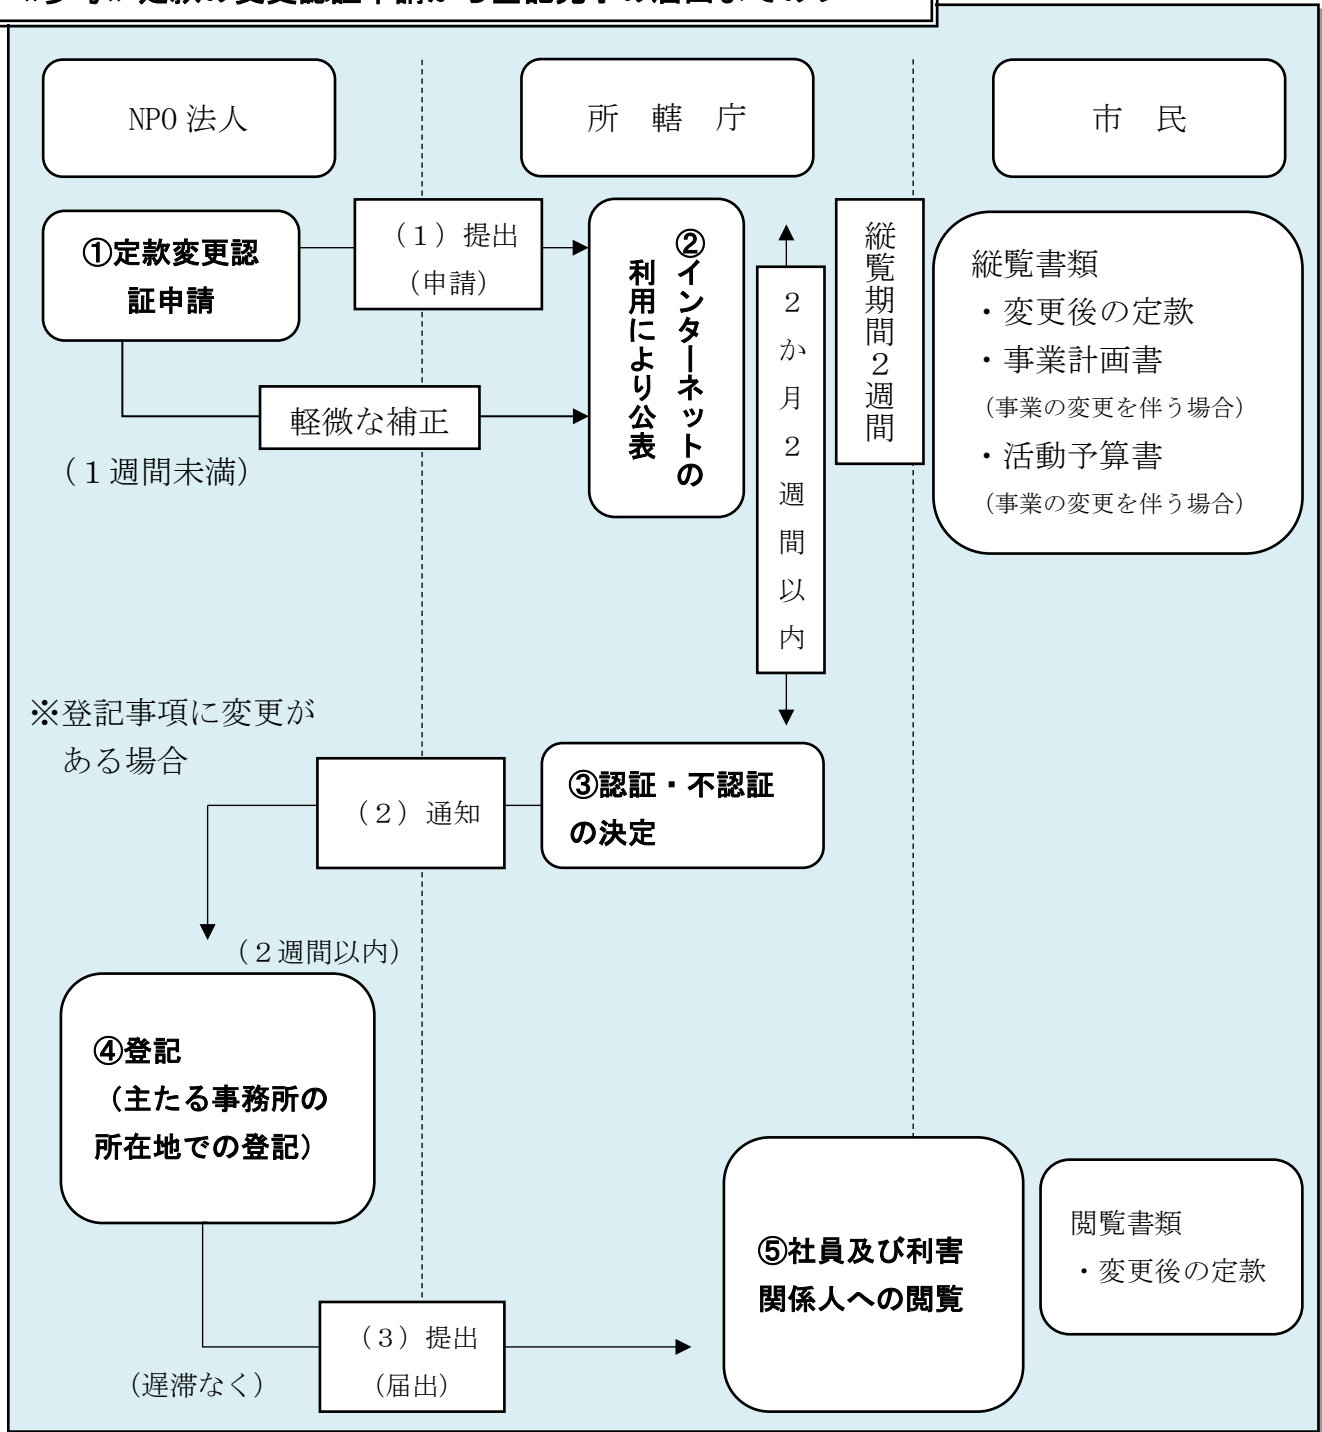 NPO法人
所　轄　庁
市　民
①定款変更認
証申請
（１）提出
（申請）
軽微な補正
（１週間未満）
②インターネットの
利用により公表
２か月２週間以内
縦覧期間２週間
縦覧書類
・変更後の定款
・事業計画書
（事業の変更を伴う場合）
・活動予算書
（事業の変更を伴う場合）
※登記事項に変更が
ある場合
（２）通知
③認証・不認証
の決定
（２週間以内）
④登記
（主たる事務所の
所在地での登記）
（３）提出
（届出）
（遅滞なく）
⑤社員及び利害
関係人への閲覧
閲覧書類
・変更後の定款